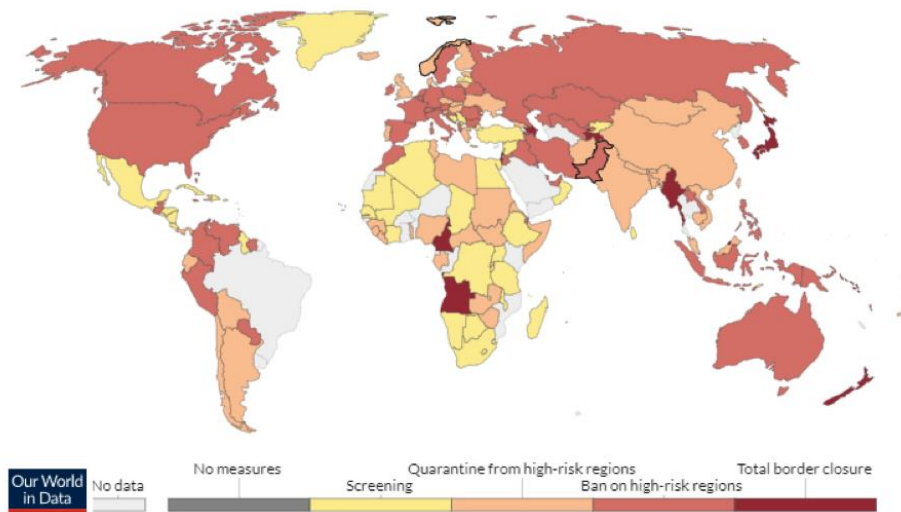 No measures
Quarantine from high-risk regions
Total border closure
Our World
in Data
No data
Screening
Ban on high-risk regions